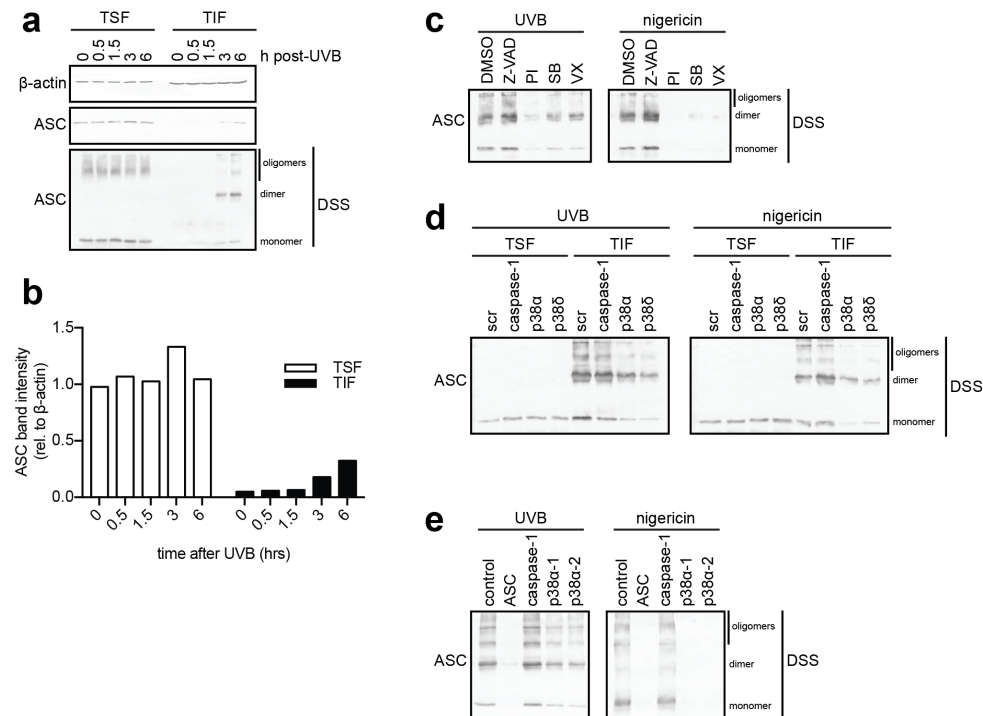 a
TSF TIF
0 0.5 1.5 3 6 0 0.5 1.5 3 6 h post-UVB
β-actin
ASC
ASC
oligomers
dimer
monomer
DSS
b
ASC band intensity
(rel. to β-actin)
1.5
1.0
0.5
0.0
TSF
TIF
0 0.5 1.5 3 6 0 0.5 1.5 3 6
time after UVB (hrs)
c
UVB nigericin
DMSO Z-VAD PI SB VX DMSO Z-VAD PI SB VX
ASC
oligomers
dimer
monomer
DSS
d
UVB nigericin
TSF TIF TSF TIF
scr caspase-1 p38α p38δ scr caspase-1 p38α p38δ scr caspase-1 p38α p38δ scr caspase-1 p38α p38δ
ASC
oligomers
dimer
monomer
DSS
e
UVB nigericin
control ASC caspase-1 p38α-1 p38α-2 control ASC caspase-1 p38α-1 p38α-2
ASC
oligomers
dimer
monomer
DSS